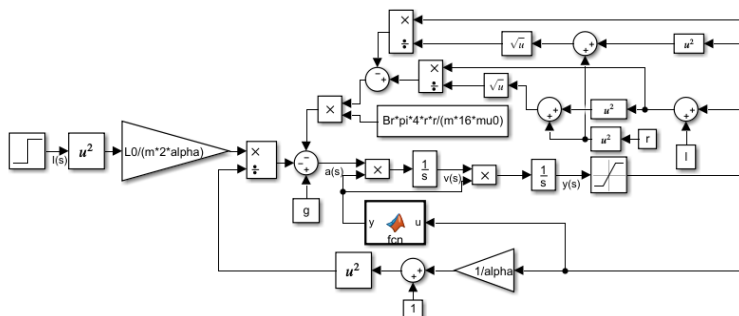 ×
÷
√u
+
+
u²
−
+
×
÷
√u
×
+
+
u²
+
+
Br*pi*4*r*r/(m*16*mu0)
u²
r
l
I(s)
u²
L0/(m*2*alpha)
×
÷
−
−
+
a(s)
×
1
s
v(s)
×
1
s
y(s)
g
y
u
fcn
u²
+
+
1/alpha
1